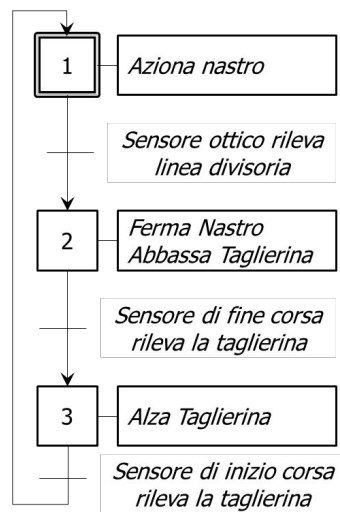 1
Aziona nastro
Sensore ottico rileva
linea divisoria
2
Ferma Nastro
Abbassa Taglierina
Sensore di fine corsa
rileva la taglierina
3
Alza Taglierina
Sensore di inizio corsa
rileva la taglierina